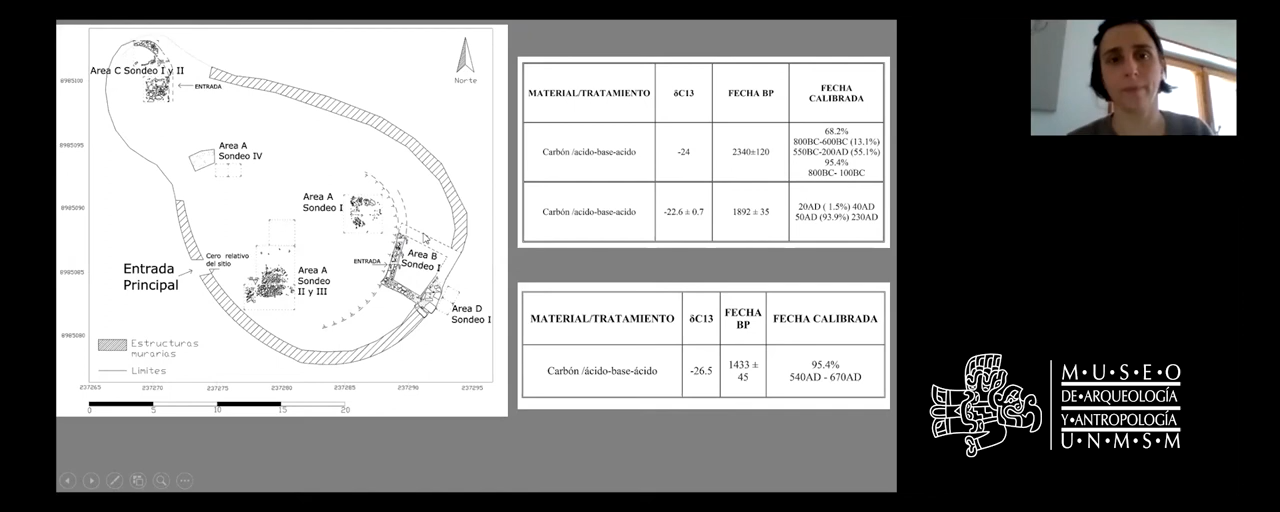 Area C Sondeo I y II
ENTRADA
Norte
Area A
Sondeo IV
Area A
Sondeo I
Cero relativo
del sitio
Entrada
Principal
Area A
Sondeo
II y III
ENTRADA
Area B
Sondeo I
Area D
Sondeo I
Estructuras
murarias
Límites
8985100
8985095
8985090
8985085
8985080
237265 237270 237275 237280 237285 237290 237295
0 5 10 15 20
MATERIAL/TRATAMIENTO δC13 FECHA BP FECHA CALIBRADA
Carbón /acido-base-acido -24 2340±120 68.2%
800BC-600BC (13.1%)
550BC-200AD (55.1%)
95.4%
800BC- 100BC
Carbón /acido-base-acido -22.6 ± 0.7 1892 ± 35 20AD ( 1.5%) 40AD
50AD (93.9%) 230AD
MATERIAL/TRATAMIENTO δC13 FECHA BP FECHA CALIBRADA
Carbón /ácido-base-ácido -26.5 1433 ± 45 95.4%
540AD - 670AD
M·U·S·E·O
DE·ARQUEOLOGÍA
Y·ANTROPOLOGÍA
U·N·M·S·M